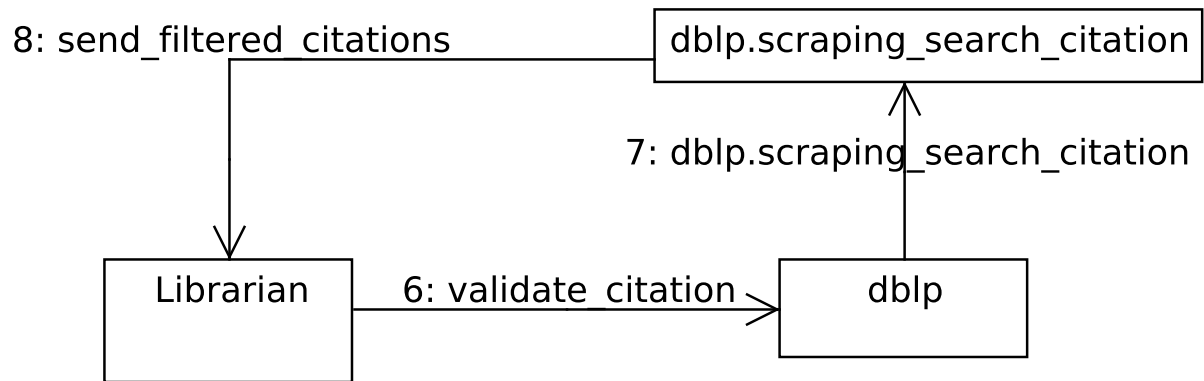 8: send_filtered_citations
dblp.scraping_search_citation
7: dblp.scraping_search_citation
Librarian
6: validate_citation
dblp